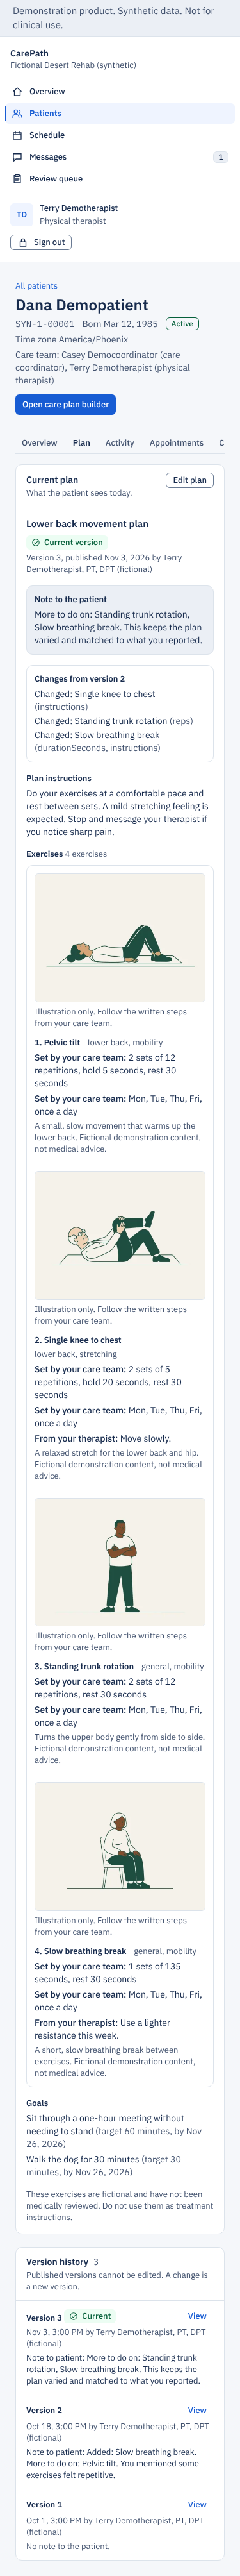 Demonstration product. Synthetic data. Not for
clinical use.
CarePath
Fictional Desert Rehab (synthetic)
Overview
Patients
Schedule
Messages 1
Review queue
TD
Terry Demotherapist
Physical therapist
Sign out
All patients
Dana Demopatient
SYN-1-00001 Born Mar 12, 1985 Active
Time zone America/Phoenix
Care team: Casey Democoordinator (care
coordinator), Terry Demotherapist (physical
therapist)
Open care plan builder
Overview Plan Activity Appointments C
Current plan Edit plan
What the patient sees today.
Lower back movement plan
Current version
Version 3, published Nov 3, 2026 by Terry
Demotherapist, PT, DPT (fictional)
Note to the patient
More to do on: Standing trunk rotation,
Slow breathing break. This keeps the plan
varied and matched to what you reported.
Changes from version 2
Changed: Single knee to chest
(instructions)
Changed: Standing trunk rotation (reps)
Changed: Slow breathing break
(durationSeconds, instructions)
Plan instructions
Do your exercises at a comfortable pace and
rest between sets. A mild stretching feeling is
expected. Stop and message your therapist if
you notice sharp pain.
Exercises 4 exercises
Illustration only. Follow the written steps
from your care team.
1. Pelvic tilt lower back, mobility
Set by your care team: 2 sets of 12
repetitions, hold 5 seconds, rest 30
seconds
Set by your care team: Mon, Tue, Thu, Fri,
once a day
A small, slow movement that warms up the
lower back. Fictional demonstration content,
not medical advice.
Illustration only. Follow the written steps
from your care team.
2. Single knee to chest
lower back, stretching
Set by your care team: 2 sets of 5
repetitions, hold 20 seconds, rest 30
seconds
Set by your care team: Mon, Tue, Thu, Fri,
once a day
From your therapist: Move slowly.
A relaxed stretch for the lower back and hip.
Fictional demonstration content, not medical
advice.
Illustration only. Follow the written steps
from your care team.
3. Standing trunk rotation general, mobility
Set by your care team: 2 sets of 12
repetitions, rest 30 seconds
Set by your care team: Mon, Tue, Thu, Fri,
once a day
Turns the upper body gently from side to side.
Fictional demonstration content, not medical
advice.
Illustration only. Follow the written steps
from your care team.
4. Slow breathing break general, mobility
Set by your care team: 1 sets of 135
seconds, rest 30 seconds
Set by your care team: Mon, Tue, Thu, Fri,
once a day
From your therapist: Use a lighter
resistance this week.
A short, slow breathing break between
exercises. Fictional demonstration content,
not medical advice.
Goals
Sit through a one-hour meeting without
needing to stand (target 60 minutes, by Nov
26, 2026)
Walk the dog for 30 minutes (target 30
minutes, by Nov 26, 2026)
These exercises are fictional and have not been
medically reviewed. Do not use them as treatment
instructions.
Version history 3
Published versions cannot be edited. A change is
a new version.
Version 3 Current View
Nov 3, 3:00 PM by Terry Demotherapist, PT, DPT
(fictional)
Note to patient: More to do on: Standing trunk
rotation, Slow breathing break. This keeps the
plan varied and matched to what you reported.
Version 2 View
Oct 18, 3:00 PM by Terry Demotherapist, PT, DPT
(fictional)
Note to patient: Added: Slow breathing break.
More to do on: Pelvic tilt. You mentioned some
exercises felt repetitive.
Version 1 View
Oct 1, 3:00 PM by Terry Demotherapist, PT, DPT
(fictional)
No note to the patient.